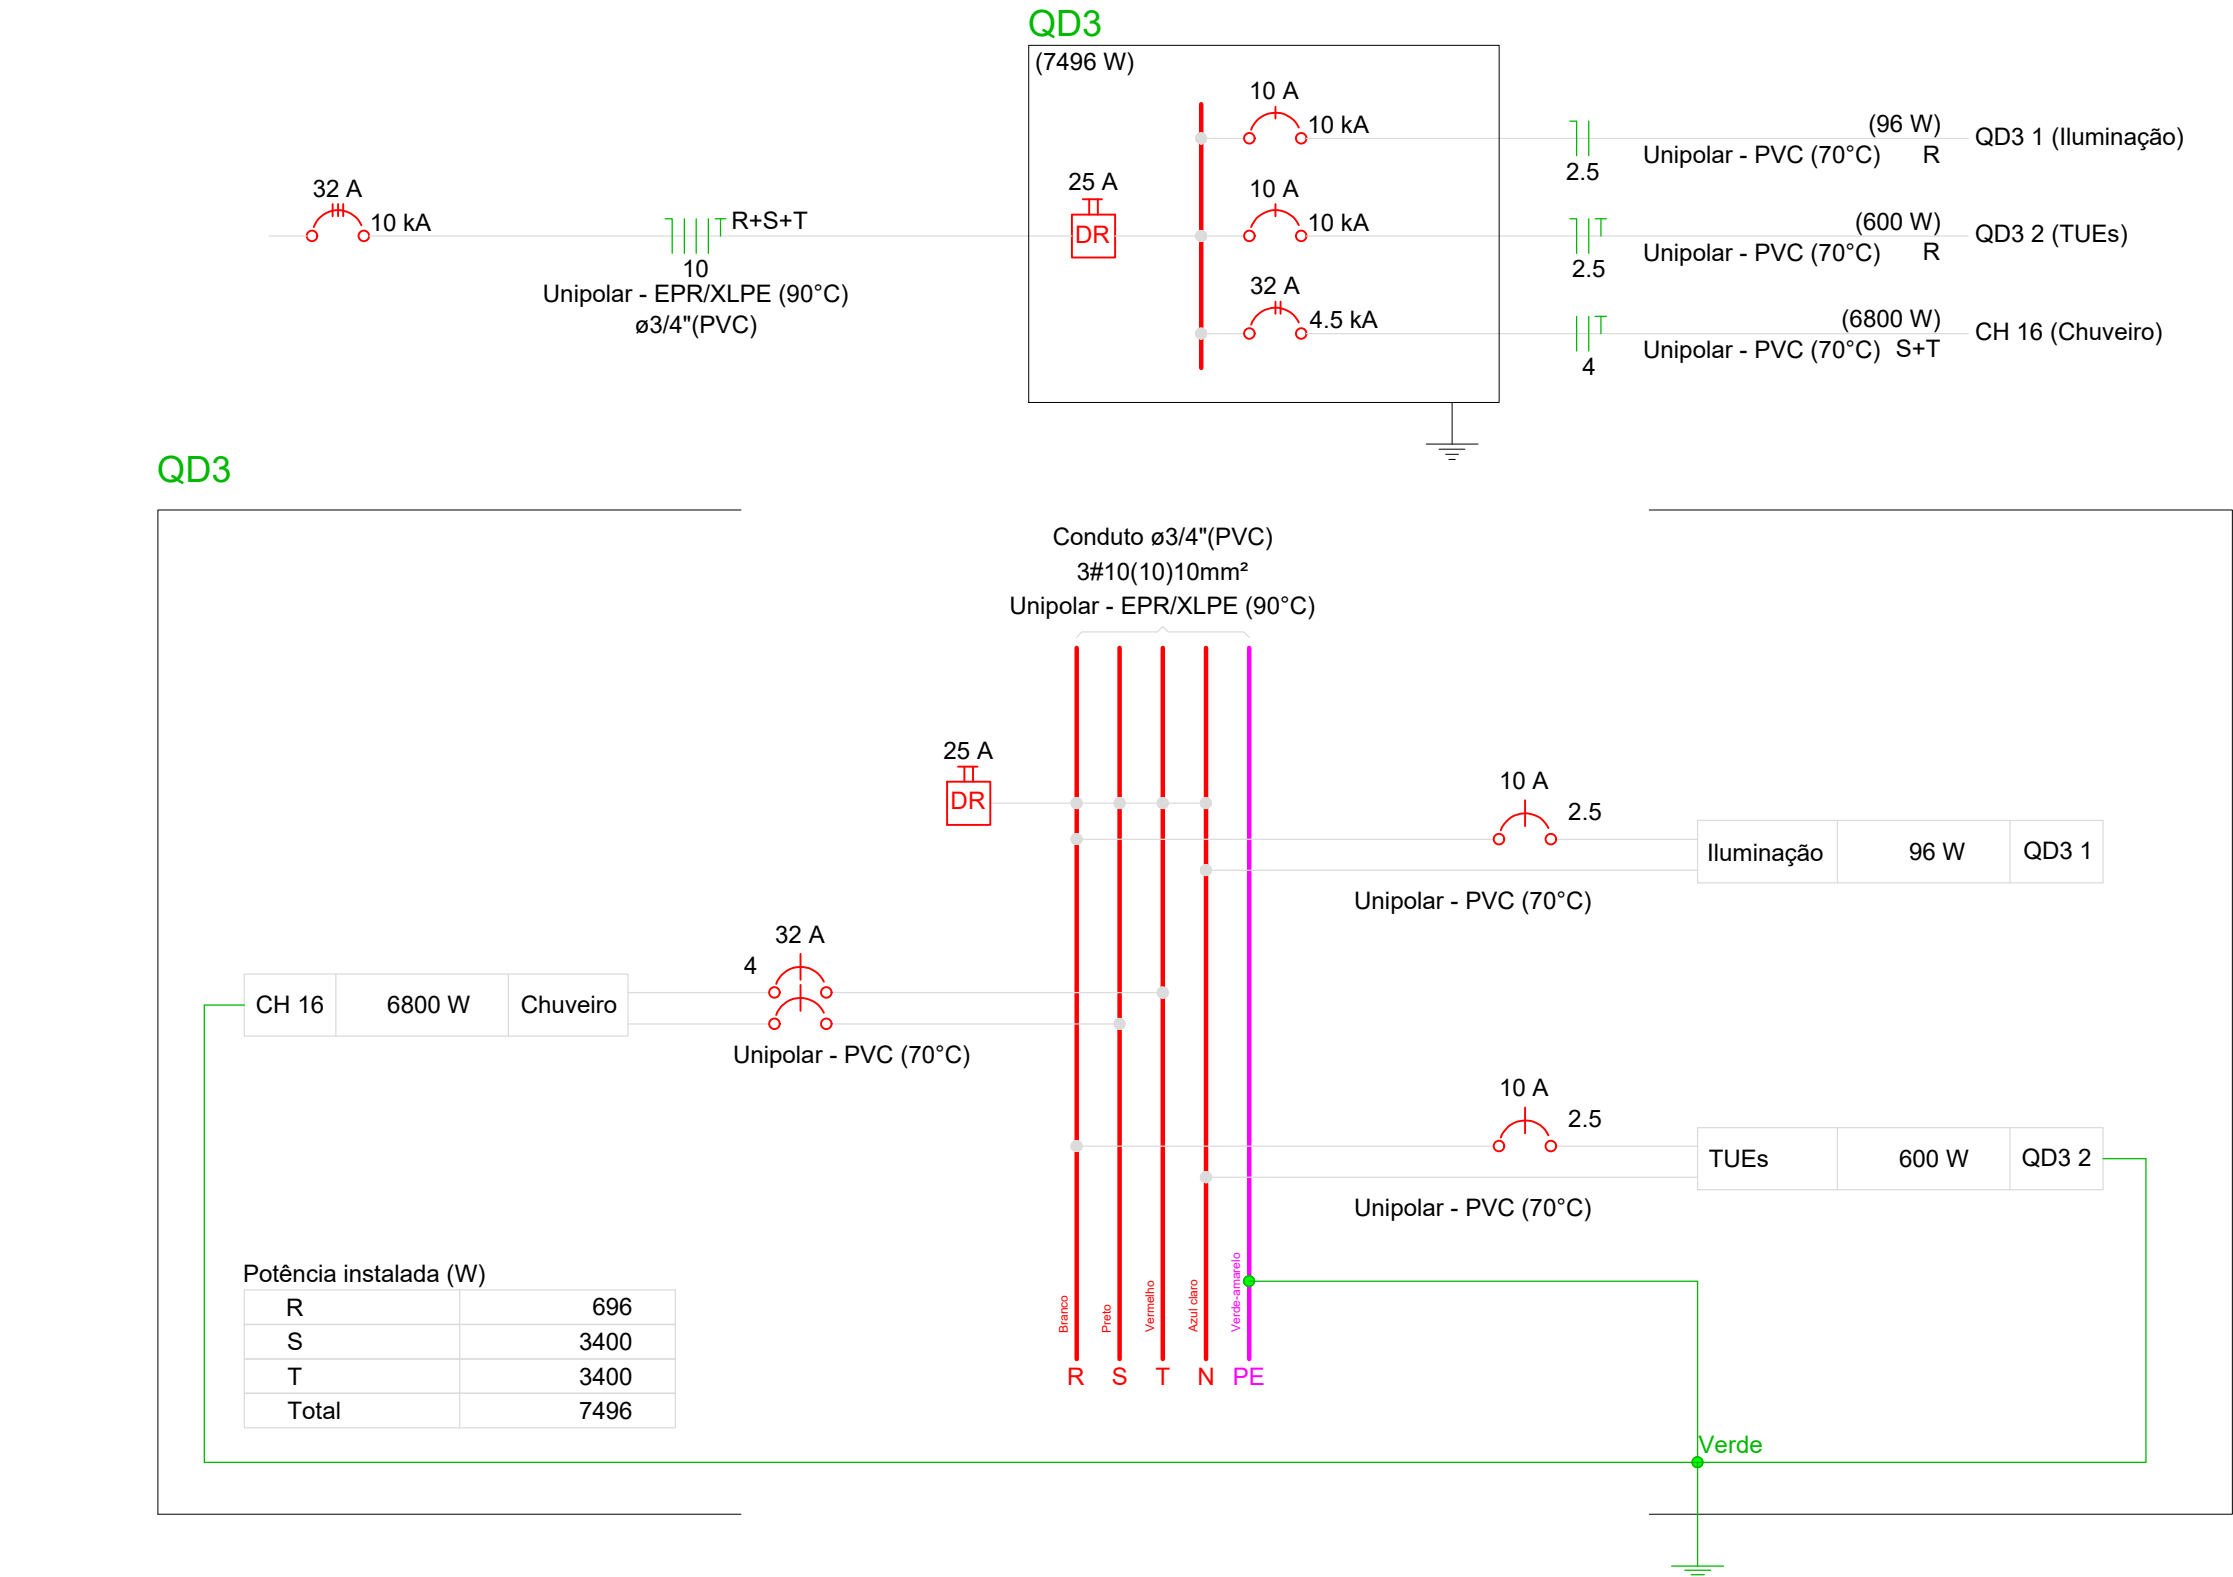 QD3
(7496 W)
10 A
10 kA
(96 W)
QD3 1 (Iluminação)
Unipolar - PVC (70°C) R
2.5
32 A
10 kA
R+S+T
10
Unipolar - EPR/XLPE (90°C)
ø3/4"(PVC)
25 A
DR
10 A
10 kA
(600 W)
QD3 2 (TUEs)
Unipolar - PVC (70°C) R
2.5
32 A
4.5 kA
(6800 W)
CH 16 (Chuveiro)
Unipolar - PVC (70°C) S+T
4
QD3
Conduto ø3/4"(PVC)
3#10(10)10mm²
Unipolar - EPR/XLPE (90°C)
25 A
DR
10 A
2.5
Iluminação 96 W QD3 1
Unipolar - PVC (70°C)
32 A
4
CH 16 6800 W Chuveiro
Unipolar - PVC (70°C)
10 A
2.5
TUEs 600 W QD3 2
Unipolar - PVC (70°C)
Potência instalada (W)
R 696
S 3400
T 3400
Total 7496
Branco
Preto
Vermelho
Azul claro
Verde-amarelo
R S T N PE
Verde